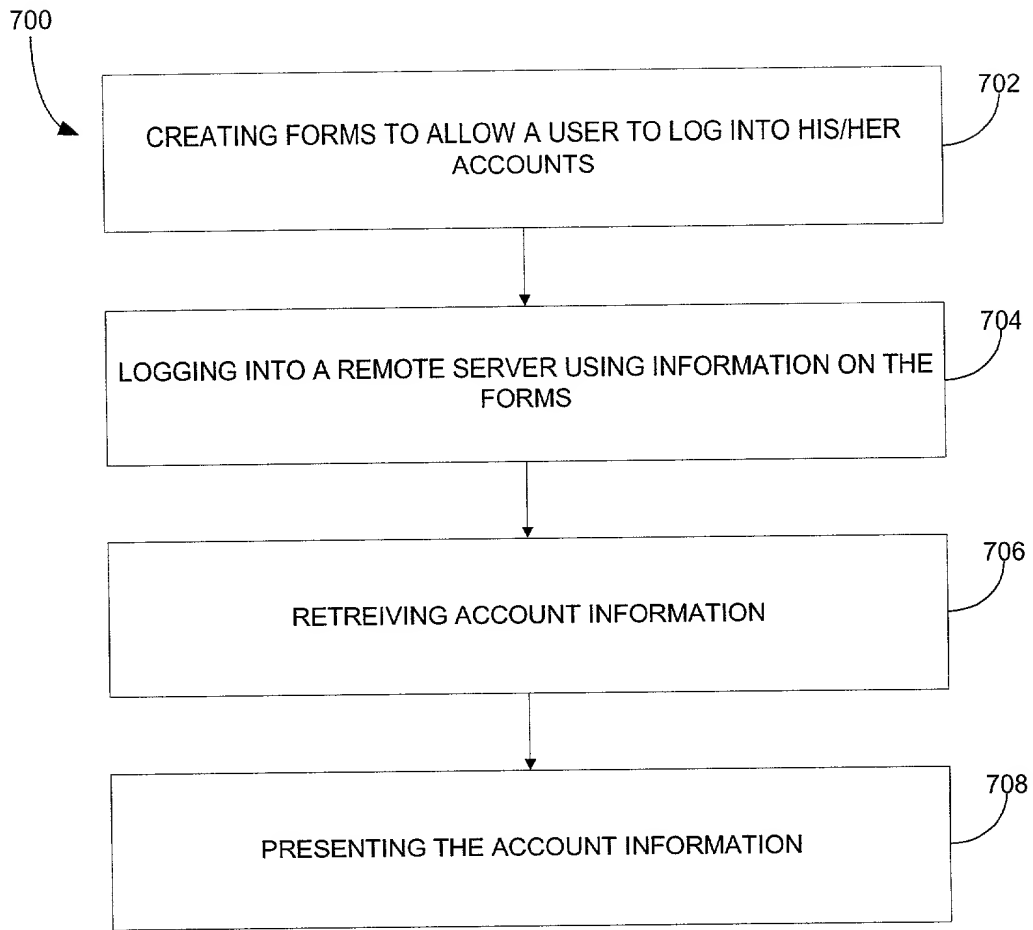 700
702
CREATING FORMS TO ALLOW A USER TO LOG INTO HIS/HER
ACCOUNTS
704
LOGGING INTO A REMOTE SERVER USING INFORMATION ON THE
FORMS
706
RETREIVING ACCOUNT INFORMATION
708
PRESENTING THE ACCOUNT INFORMATION